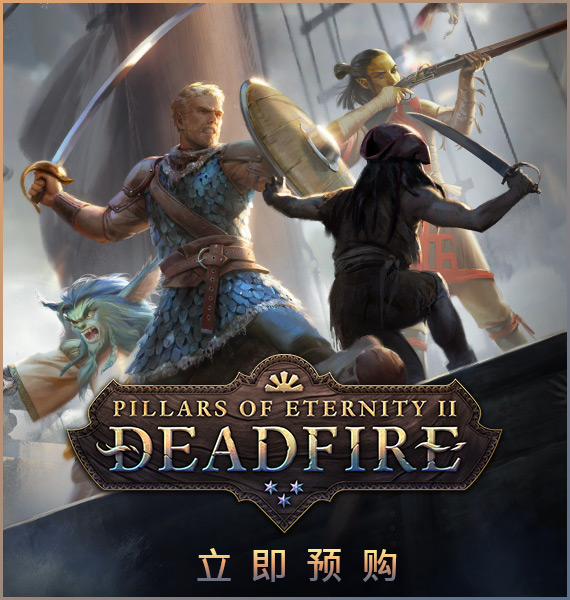 PILLARS OF ETERNITY II
DEADFIRE
立即预购